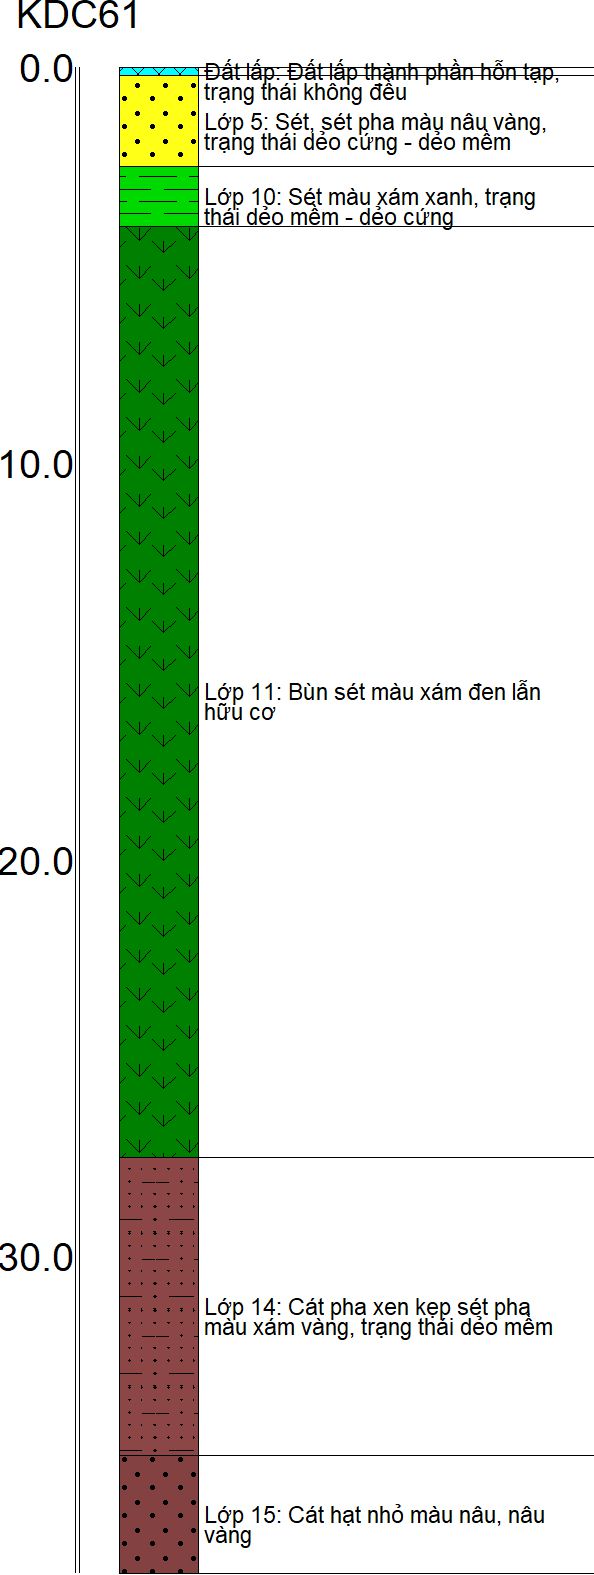 KDC61
0.0
Đất lấp: Đất lấp thành phần hỗn tạp,
trạng thái không đều
Lớp 5: Sét, sét pha màu nâu vàng,
trạng thái dẻo cứng - dẻo mềm
Lớp 10: Sét màu xám xanh, trạng
thái dẻo mềm - dẻo cứng
10.0
Lớp 11: Bùn sét màu xám đen lẫn
hữu cơ
20.0
30.0
Lớp 14: Cát pha xen kẹp sét pha
màu xám vàng, trạng thái dẻo mềm
Lớp 15: Cát hạt nhỏ màu nâu, nâu
vàng